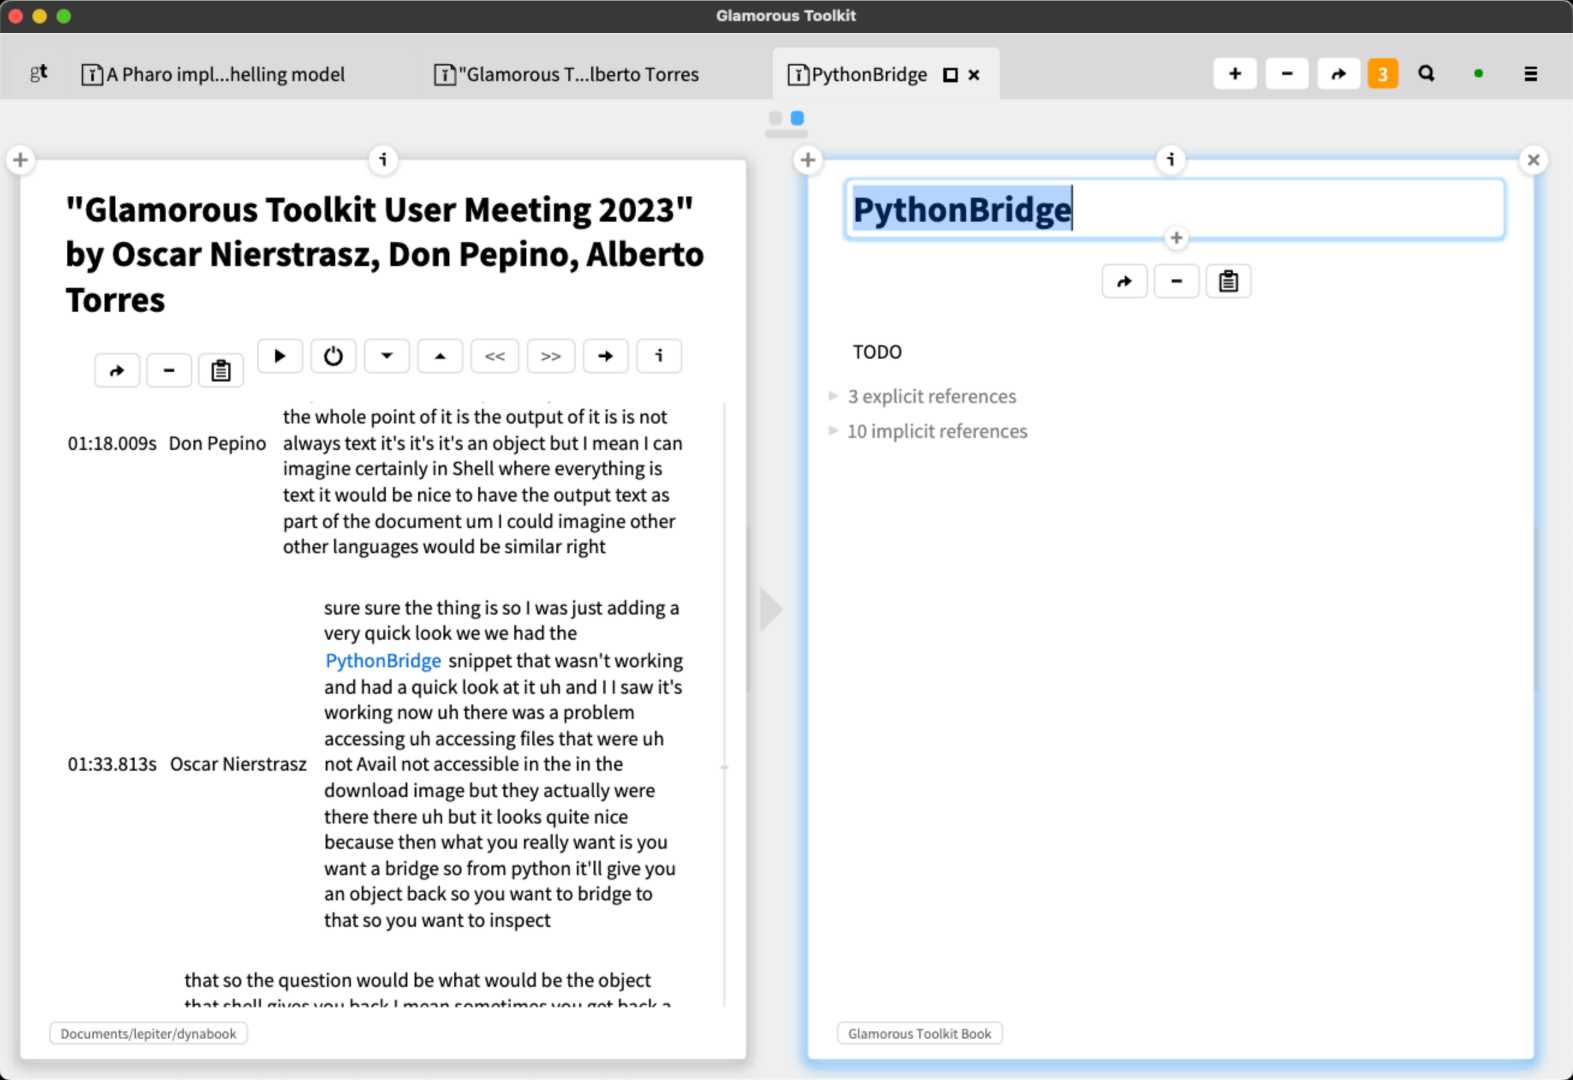 Glamorous Toolkit
gt
A Pharo impl...helling model
"Glamorous T...lberto Torres
PythonBridge
3
"Glamorous Toolkit User Meeting 2023"
by Oscar Nierstrasz, Don Pepino, Alberto
Torres
<<
>>
i
the whole point of it is the output of it is is not
01:18.009s Don Pepino always text it's it's it's an object but I mean I can
imagine certainly in Shell where everything is
text it would be nice to have the output text as
part of the document um I could imagine other
other languages would be similar right
sure sure the thing is so I was just adding a
very quick look we we had the
PythonBridge snippet that wasn't working
and had a quick look at it uh and I I saw it's
working now uh there was a problem
accessing uh accessing files that were uh
01:33.813s Oscar Nierstrasz not Avail not accessible in the in the
download image but they actually were
there there uh but it looks quite nice
because then what you really want is you
want a bridge so from python it'll give you
an object back so you want to bridge to
that so you want to inspect
that so the question would be what would be the object
that shell gives you back I mean sometimes you get back a
Documents/lepiter/dynabook
PythonBridge
TODO
3 explicit references
10 implicit references
Glamorous Toolkit Book